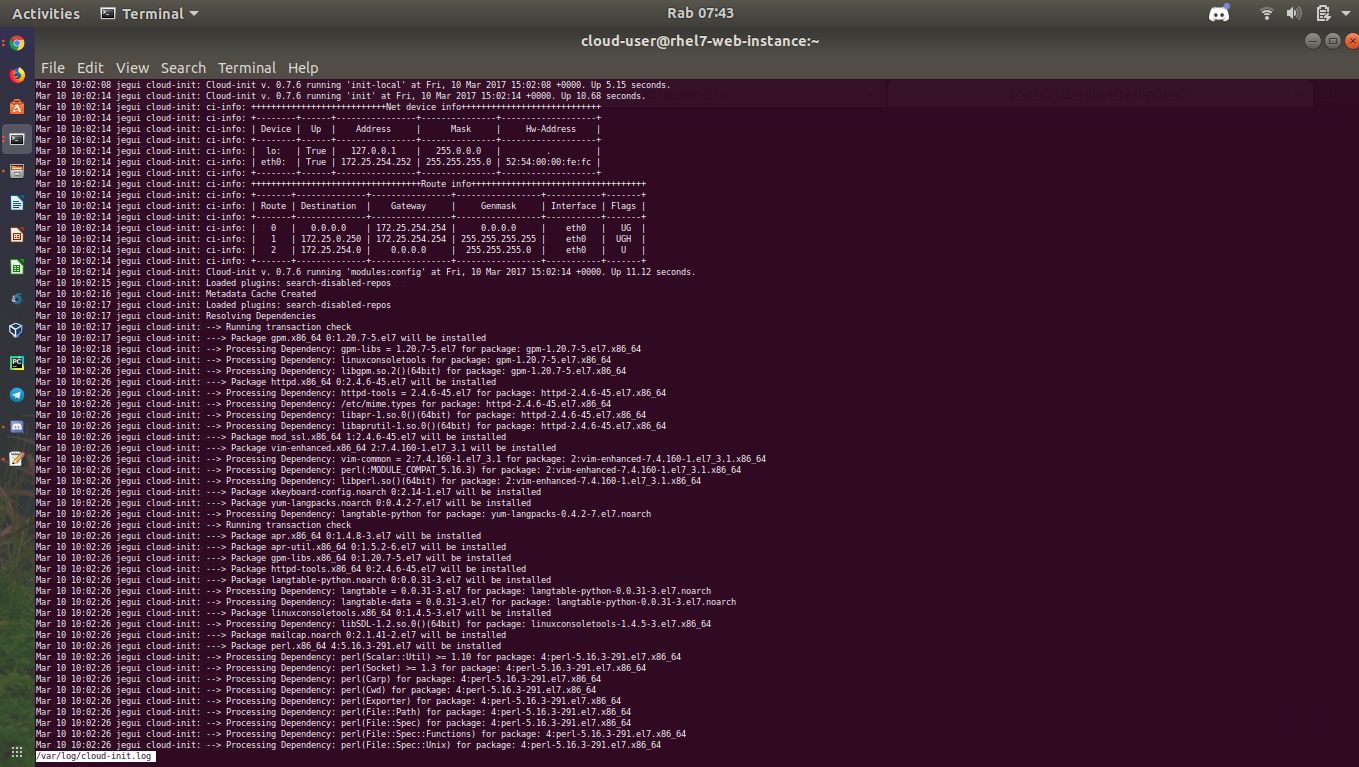 Activities Terminal Rab 07:43
cloud-user@rhel7-web-instance:~
File Edit View Search Terminal Help
Mar 10 10:02:08 jegui cloud-init: Cloud-init v. 0.7.6 running 'init-local' at Fri, 10 Mar 2017 15:02:08 +0000. Up 5.15 seconds.
Mar 10 10:02:14 jegui cloud-init: Cloud-init v. 0.7.6 running 'init' at Fri, 10 Mar 2017 15:02:14 +0000. Up 10.68 seconds.
Mar 10 10:02:14 jegui cloud-init: ci-info: +++++++++++++++++++++++++++Net device info++++++++++++++++++++++++++++
Mar 10 10:02:14 jegui cloud-init: ci-info: +--------+------+----------------+---------------+-------------------+
Mar 10 10:02:14 jegui cloud-init: ci-info: | Device |  Up  |    Address     |      Mask     |     Hw-Address    |
Mar 10 10:02:14 jegui cloud-init: ci-info: +--------+------+----------------+---------------+-------------------+
Mar 10 10:02:14 jegui cloud-init: ci-info: |  lo:   | True |   127.0.0.1    |   255.0.0.0   |         .         |
Mar 10 10:02:14 jegui cloud-init: ci-info: | eth0:  | True | 172.25.254.252 | 255.255.255.0 | 52:54:00:00:fe:fc |
Mar 10 10:02:14 jegui cloud-init: ci-info: +--------+------+----------------+---------------+-------------------+
Mar 10 10:02:14 jegui cloud-init: ci-info: ++++++++++++++++++++++++++++++++++Route info+++++++++++++++++++++++++++++++++++
Mar 10 10:02:14 jegui cloud-init: ci-info: +-------+--------------+----------------+-----------------+-----------+-------+
Mar 10 10:02:14 jegui cloud-init: ci-info: | Route | Destination  |    Gateway     |     Genmask     | Interface | Flags |
Mar 10 10:02:14 jegui cloud-init: ci-info: +-------+--------------+----------------+-----------------+-----------+-------+
Mar 10 10:02:14 jegui cloud-init: ci-info: |   0   |   0.0.0.0    | 172.25.254.254 |     0.0.0.0     |    eth0   |   UG  |
Mar 10 10:02:14 jegui cloud-init: ci-info: |   1   | 172.25.0.250 | 172.25.254.254 | 255.255.255.255 |    eth0   |  UGH  |
Mar 10 10:02:14 jegui cloud-init: ci-info: |   2   | 172.25.254.0 |    0.0.0.0     |  255.255.255.0  |    eth0   |   U   |
Mar 10 10:02:14 jegui cloud-init: ci-info: +-------+--------------+----------------+-----------------+-----------+-------+
Mar 10 10:02:14 jegui cloud-init: Cloud-init v. 0.7.6 running 'modules:config' at Fri, 10 Mar 2017 15:02:14 +0000. Up 11.12 seconds.
Mar 10 10:02:15 jegui cloud-init: Loaded plugins: search-disabled-repos
Mar 10 10:02:16 jegui cloud-init: Metadata Cache Created
Mar 10 10:02:17 jegui cloud-init: Loaded plugins: search-disabled-repos
Mar 10 10:02:17 jegui cloud-init: Resolving Dependencies
Mar 10 10:02:17 jegui cloud-init: --> Running transaction check
Mar 10 10:02:17 jegui cloud-init: ---> Package gpm.x86_64 0:1.20.7-5.el7 will be installed
Mar 10 10:02:18 jegui cloud-init: --> Processing Dependency: gpm-libs = 1.20.7-5.el7 for package: gpm-1.20.7-5.el7.x86_64
Mar 10 10:02:26 jegui cloud-init: --> Processing Dependency: linuxconsoletools for package: gpm-1.20.7-5.el7.x86_64
Mar 10 10:02:26 jegui cloud-init: --> Processing Dependency: libgpm.so.2()(64bit) for package: gpm-1.20.7-5.el7.x86_64
Mar 10 10:02:26 jegui cloud-init: ---> Package httpd.x86_64 0:2.4.6-45.el7 will be installed
Mar 10 10:02:26 jegui cloud-init: --> Processing Dependency: httpd-tools = 2.4.6-45.el7 for package: httpd-2.4.6-45.el7.x86_64
Mar 10 10:02:26 jegui cloud-init: --> Processing Dependency: /etc/mime.types for package: httpd-2.4.6-45.el7.x86_64
Mar 10 10:02:26 jegui cloud-init: --> Processing Dependency: libapr-1.so.0()(64bit) for package: httpd-2.4.6-45.el7.x86_64
Mar 10 10:02:26 jegui cloud-init: --> Processing Dependency: libaprutil-1.so.0()(64bit) for package: httpd-2.4.6-45.el7.x86_64
Mar 10 10:02:26 jegui cloud-init: ---> Package mod_ssl.x86_64 1:2.4.6-45.el7 will be installed
Mar 10 10:02:26 jegui cloud-init: ---> Package vim-enhanced.x86_64 2:7.4.160-1.el7_3.1 will be installed
Mar 10 10:02:26 jegui cloud-init: --> Processing Dependency: vim-common = 2:7.4.160-1.el7_3.1 for package: 2:vim-enhanced-7.4.160-1.el7_3.1.x86_64
Mar 10 10:02:26 jegui cloud-init: --> Processing Dependency: perl(:MODULE_COMPAT_5.16.3) for package: 2:vim-enhanced-7.4.160-1.el7_3.1.x86_64
Mar 10 10:02:26 jegui cloud-init: --> Processing Dependency: libperl.so()(64bit) for package: 2:vim-enhanced-7.4.160-1.el7_3.1.x86_64
Mar 10 10:02:26 jegui cloud-init: ---> Package xkeyboard-config.noarch 0:2.14-1.el7 will be installed
Mar 10 10:02:26 jegui cloud-init: ---> Package yum-langpacks.noarch 0:0.4.2-7.el7 will be installed
Mar 10 10:02:26 jegui cloud-init: --> Processing Dependency: langtable-python for package: yum-langpacks-0.4.2-7.el7.noarch
Mar 10 10:02:26 jegui cloud-init: --> Running transaction check
Mar 10 10:02:26 jegui cloud-init: ---> Package apr.x86_64 0:1.4.8-3.el7 will be installed
Mar 10 10:02:26 jegui cloud-init: ---> Package apr-util.x86_64 0:1.5.2-6.el7 will be installed
Mar 10 10:02:26 jegui cloud-init: ---> Package gpm-libs.x86_64 0:1.20.7-5.el7 will be installed
Mar 10 10:02:26 jegui cloud-init: ---> Package httpd-tools.x86_64 0:2.4.6-45.el7 will be installed
Mar 10 10:02:26 jegui cloud-init: ---> Package langtable-python.noarch 0:0.0.31-3.el7 will be installed
Mar 10 10:02:26 jegui cloud-init: --> Processing Dependency: langtable = 0.0.31-3.el7 for package: langtable-python-0.0.31-3.el7.noarch
Mar 10 10:02:26 jegui cloud-init: --> Processing Dependency: langtable-data = 0.0.31-3.el7 for package: langtable-python-0.0.31-3.el7.noarch
Mar 10 10:02:26 jegui cloud-init: ---> Package linuxconsoletools.x86_64 0:1.4.5-3.el7 will be installed
Mar 10 10:02:26 jegui cloud-init: --> Processing Dependency: libSDL-1.2.so.0()(64bit) for package: linuxconsoletools-1.4.5-3.el7.x86_64
Mar 10 10:02:26 jegui cloud-init: ---> Package mailcap.noarch 0:2.1.41-2.el7 will be installed
Mar 10 10:02:26 jegui cloud-init: ---> Package perl.x86_64 4:5.16.3-291.el7 will be installed
Mar 10 10:02:26 jegui cloud-init: --> Processing Dependency: perl(Scalar::Util) >= 1.10 for package: 4:perl-5.16.3-291.el7.x86_64
Mar 10 10:02:26 jegui cloud-init: --> Processing Dependency: perl(Socket) >= 1.3 for package: 4:perl-5.16.3-291.el7.x86_64
Mar 10 10:02:26 jegui cloud-init: --> Processing Dependency: perl(Carp) for package: 4:perl-5.16.3-291.el7.x86_64
Mar 10 10:02:26 jegui cloud-init: --> Processing Dependency: perl(Cwd) for package: 4:perl-5.16.3-291.el7.x86_64
Mar 10 10:02:26 jegui cloud-init: --> Processing Dependency: perl(Exporter) for package: 4:perl-5.16.3-291.el7.x86_64
Mar 10 10:02:26 jegui cloud-init: --> Processing Dependency: perl(File::Path) for package: 4:perl-5.16.3-291.el7.x86_64
Mar 10 10:02:26 jegui cloud-init: --> Processing Dependency: perl(File::Spec) for package: 4:perl-5.16.3-291.el7.x86_64
Mar 10 10:02:26 jegui cloud-init: --> Processing Dependency: perl(File::Spec::Functions) for package: 4:perl-5.16.3-291.el7.x86_64
Mar 10 10:02:26 jegui cloud-init: --> Processing Dependency: perl(File::Spec::Unix) for package: 4:perl-5.16.3-291.el7.x86_64
/var/log/cloud-init.log